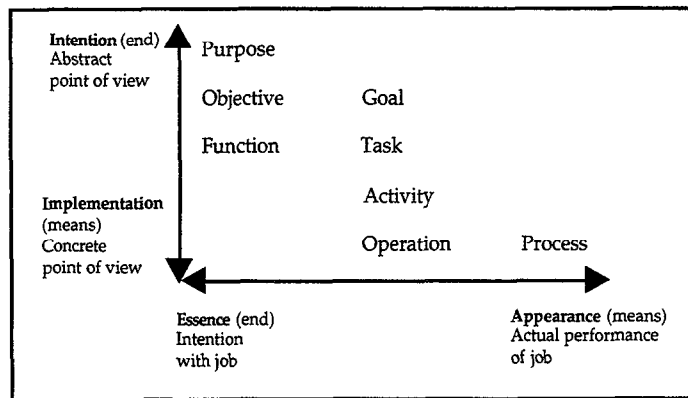 Intention (end)
Abstract
point of view
Purpose
Objective Goal
Function Task
Implementation
(means)
Concrete
point of view
Activity
Operation Process
Essence (end)
Intention
with job
Appearance (means)
Actual performance
of job